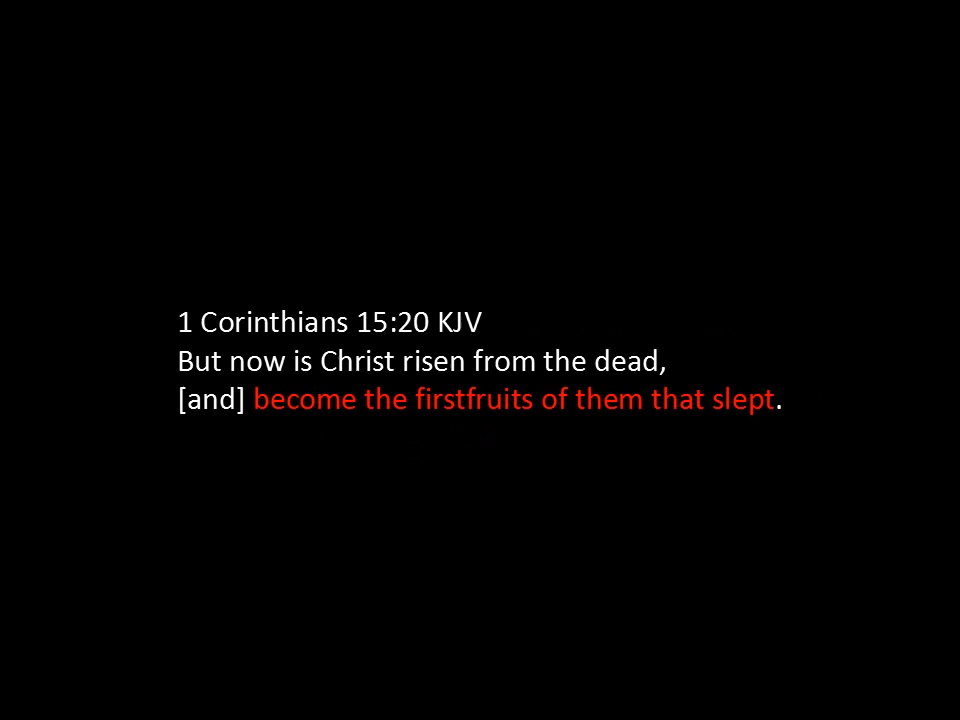 1 Corinthians 15:20 KJV
But now is Christ risen from the dead,
[and] become the firstfruits of them that slept.